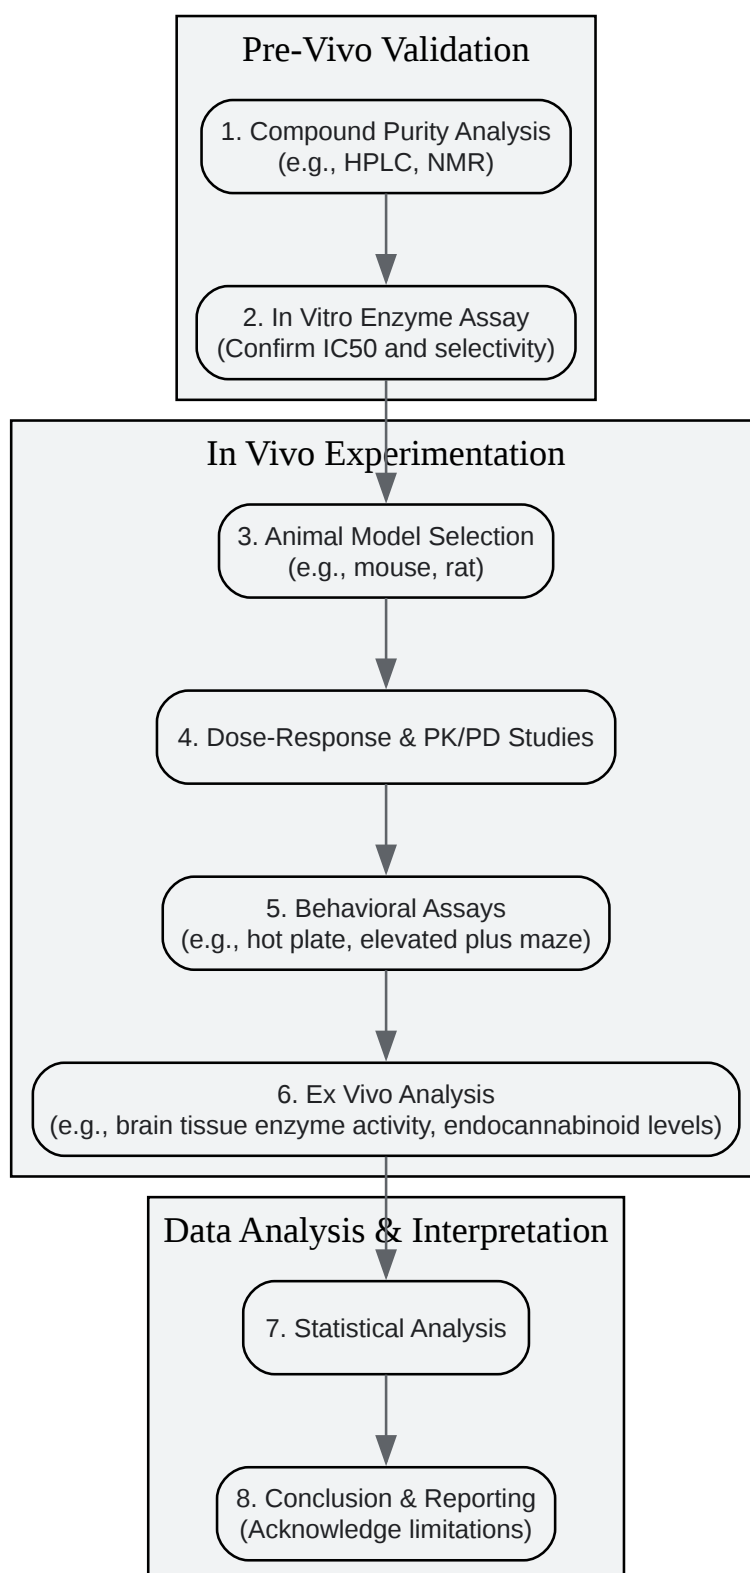 Pre-Vivo Validation
1. Compound Purity Analysis
(e.g., HPLC, NMR)
2. In Vitro Enzyme Assay
(Confirm IC50 and selectivity)
In Vivo Experimentation
3. Animal Model Selection
(e.g., mouse, rat)
4. Dose-Response & PK/PD Studies
5. Behavioral Assays
(e.g., hot plate, elevated plus maze)
6. Ex Vivo Analysis
(e.g., brain tissue enzyme activity, endocannabinoid levels)
Data Analysis & Interpretation
7. Statistical Analysis
8. Conclusion & Reporting
(Acknowledge limitations)